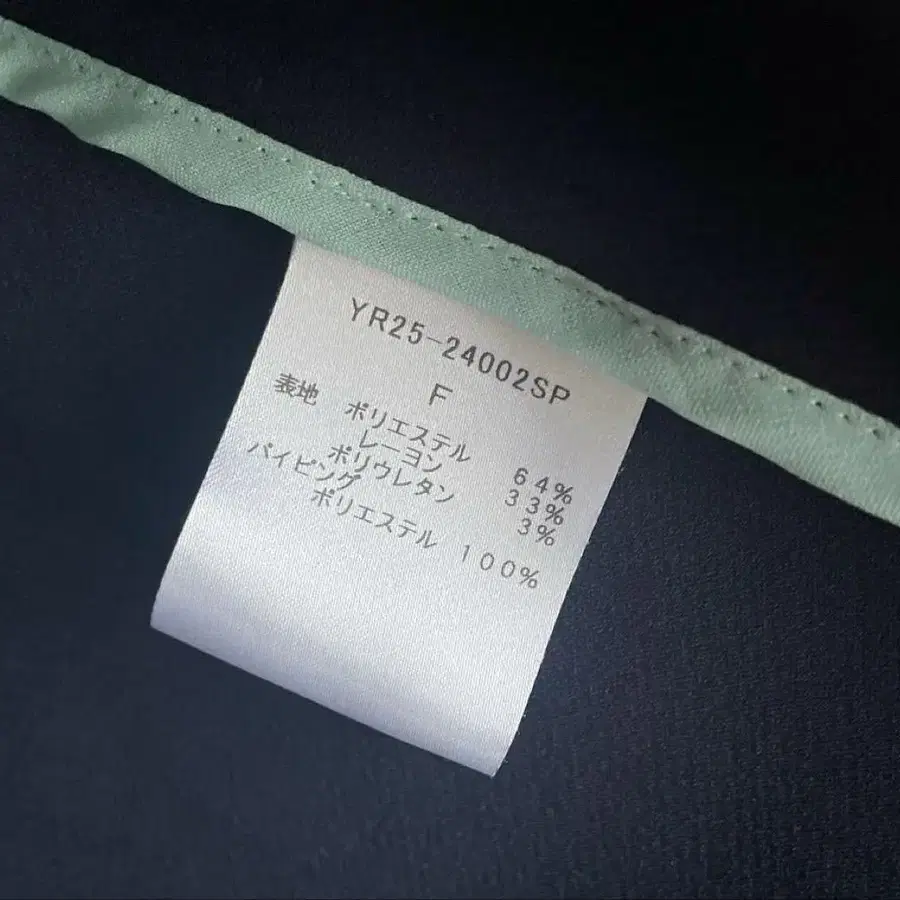 YR25-24002SP
F
表地 ポリエステル 64%
レーヨン 33%
ポリウレタン 3%
パイピング
ポリエステル 100%